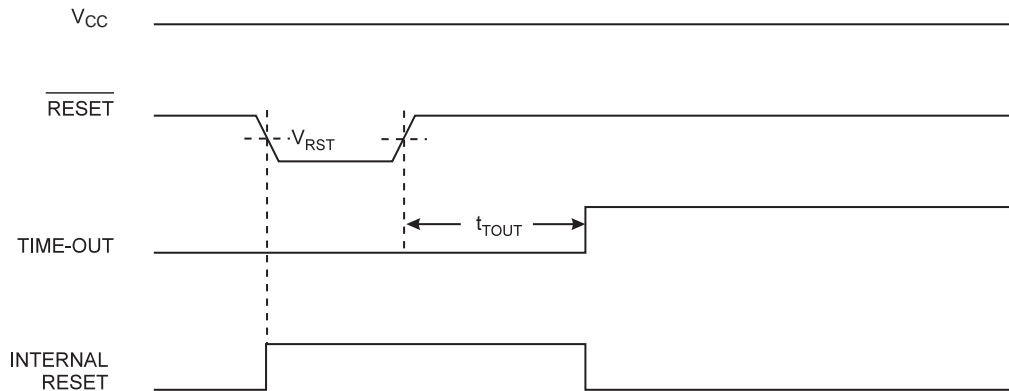 VCC
RESET
VRST
tTOUT
TIME-OUT
INTERNAL
RESET